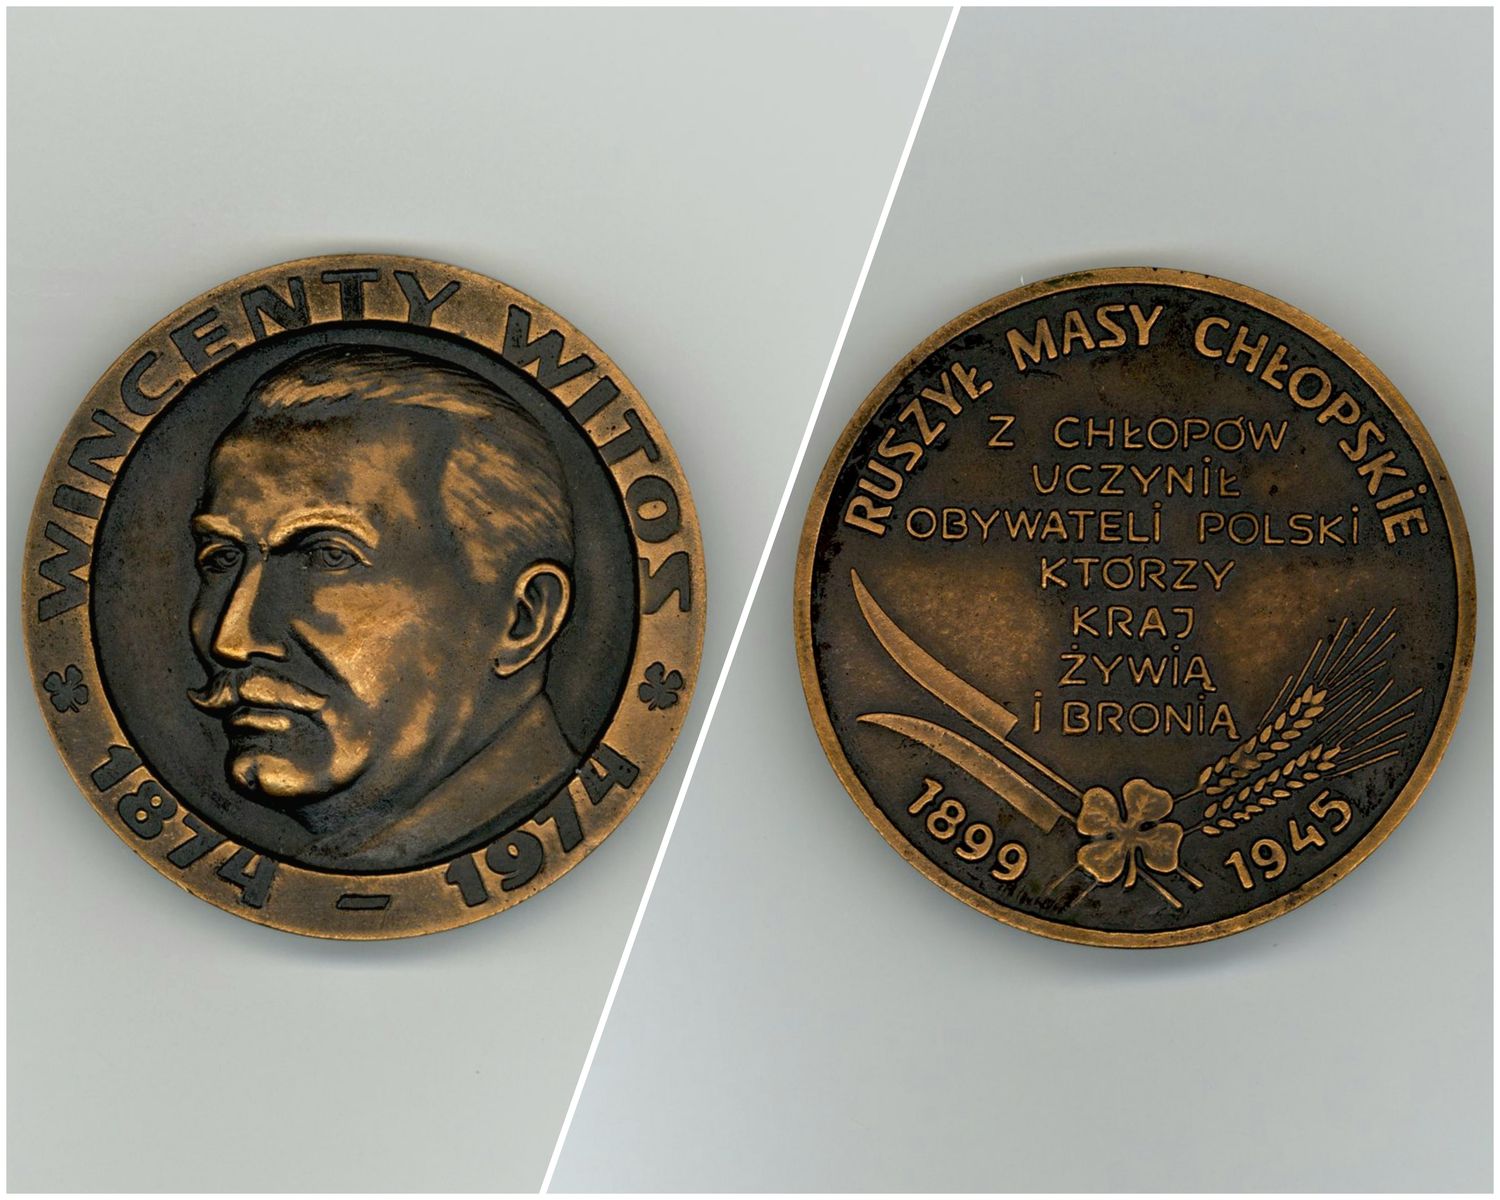 WINCENTY WITOS
1874 – 1974
RUSZYŁ MASY CHŁOPSKIE
Z CHŁOPÓW
UCZYNIŁ
OBYWATELI POLSKI
KTÓRZY
KRAJ
ŻYWIĄ
I BRONIĄ
1899 1945